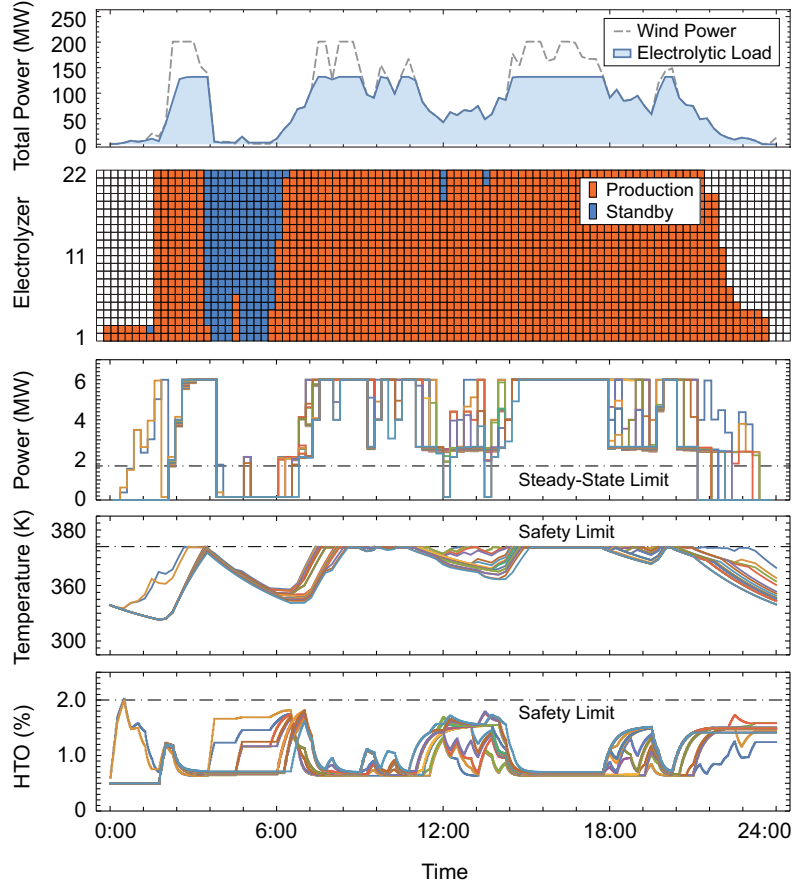 Total Power (MW)
250
200
150
100
50
0
Wind Power
Electrolytic Load
Electrolyzer
22
11
1
Production
Standby
Power (MW)
6
4
2
0
Steady-State Limit
Temperature (K)
380
360
300
Safety Limit
HTO (%)
2.0
1.0
0
Safety Limit
0:00 6:00 12:00 18:00 24:00
Time